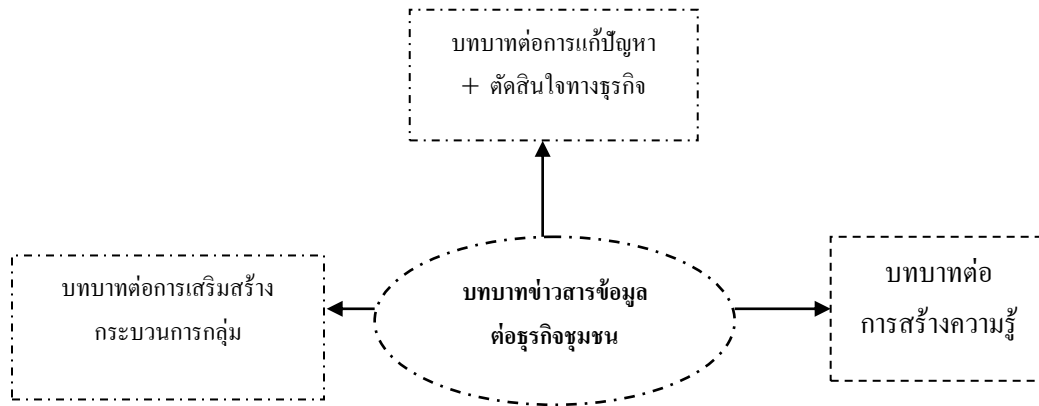 บทบาทต่อการแก้ปัญหา
+ ตัดสินใจทางธุรกิจ
บทบาทต่อการเสริมสร้าง
กระบวนการกลุ่ม
บทบาทข่าวสารข้อมูล
ต่อธุรกิจชุมชน
บทบาทต่อ
การสร้างความรู้